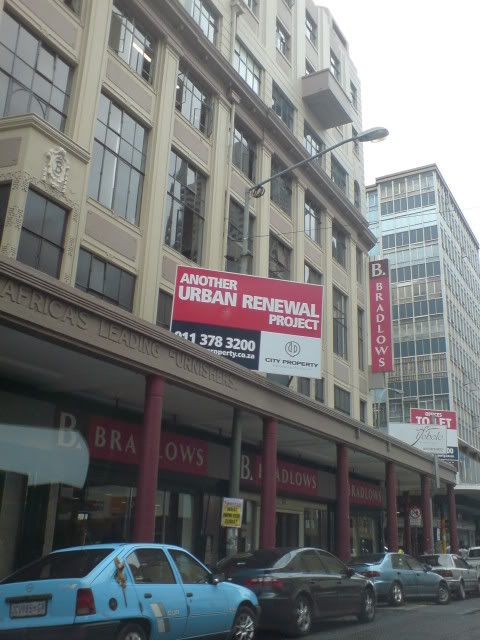 ANOTHER
URBAN RENEWAL
PROJECT
011 378 3200
property.co.za
CITY PROPERTY
B. BRADLOWS
AFRICA'S LEADING FURNISHERS
TO LET
B. BRADLOWS
B. BRADLOWS
BRADLOWS